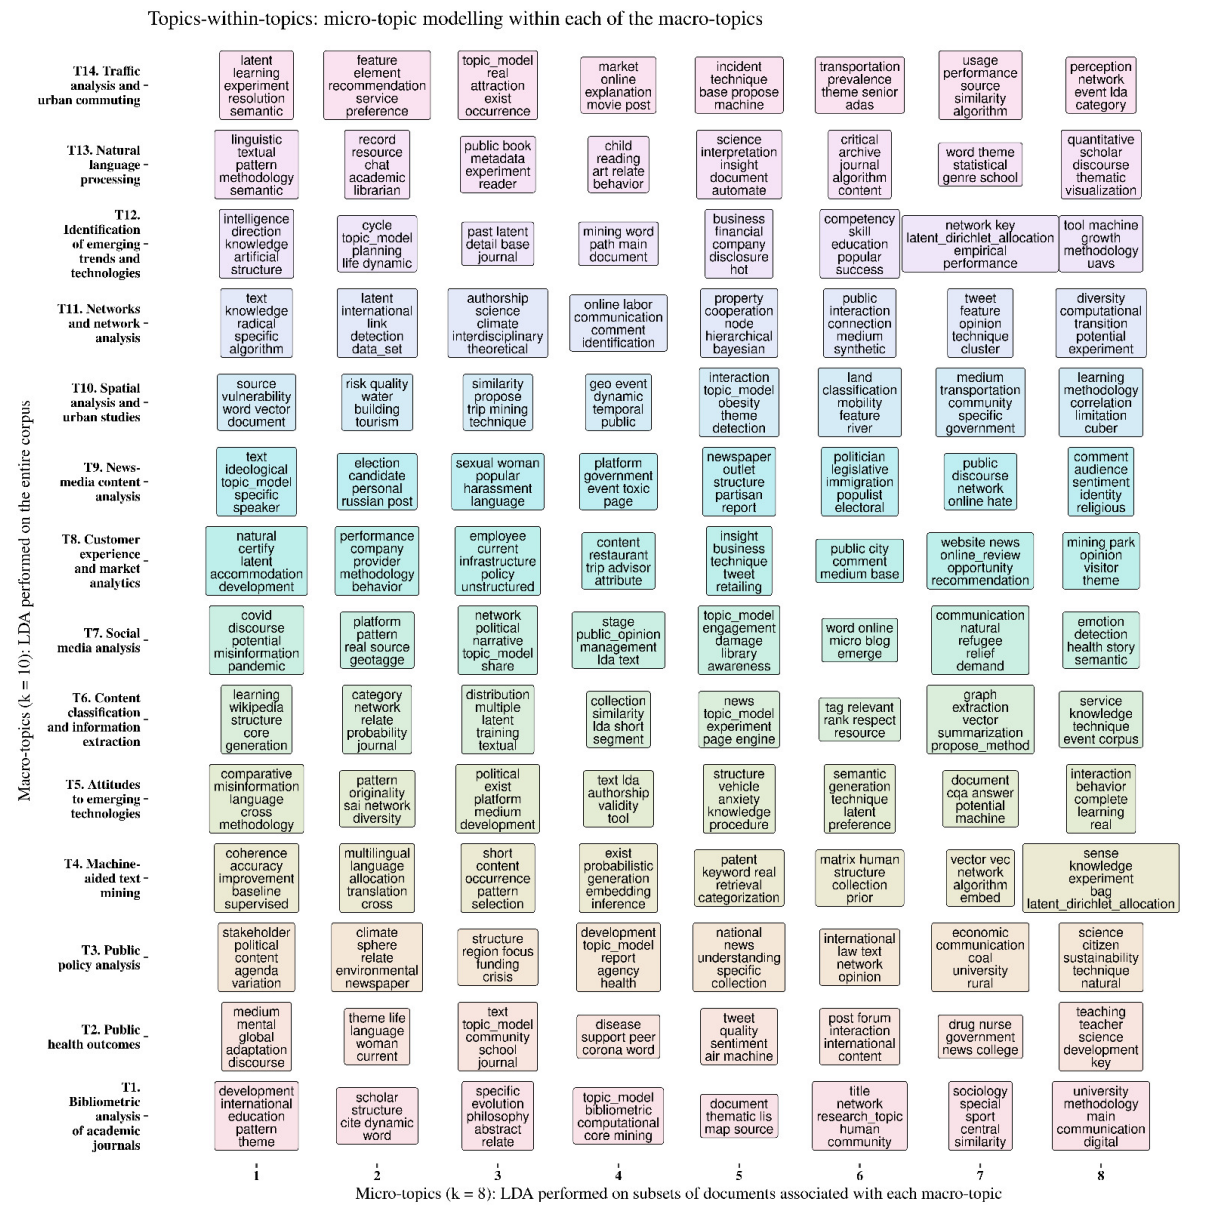 Topics-within-topics: micro-topic modelling within each of the macro-topics
Macro-topics (k = 10): LDA performed on the entire corpus
T14. Traffic
analysis and
urban commuting
latent
learning
experiment
resolution
semantic
feature
element
recommendation
service
preference
topic_model
real
attraction
exist
occurrence
market
online
explanation
movie post
incident
technique
base propose
machine
transportation
prevalence
theme senior
adas
usage
performance
source
similarity
algorithm
perception
network
event lda
category
T13. Natural
language
processing
linguistic
textual
pattern
methodology
semantic
record
resource
chat
academic
librarian
public book
metadata
experiment
reader
child
reading
art relate
behavior
science
interpretation
insight
document
automate
critical
archive
journal
algorithm
content
word theme
statistical
genre school
quantitative
scholar
discourse
thematic
visualization
T12.
Identification
of emerging
trends and
technologies
intelligence
direction
knowledge
artificial
structure
cycle
topic_model
planning
life dynamic
past latent
detail base
journal
mining word
path main
document
business
financial
company
disclosure
hot
competency
skill
education
popular
success
network key
latent_dirichlet_allocation
empirical
performance
tool machine
growth
methodology
uavs
T11. Networks
and network
analysis
text
knowledge
radical
specific
algorithm
latent
international
link
detection
data_set
authorship
science
climate
interdisciplinary
theoretical
online labor
communication
comment
identification
property
cooperation
node
hierarchical
bayesian
public
interaction
connection
medium
synthetic
tweet
feature
opinion
technique
cluster
diversity
computational
transition
potential
experiment
T10. Spatial
analysis and
urban studies
source
vulnerability
word vector
document
risk quality
water
building
tourism
similarity
propose
trip mining
technique
geo event
dynamic
temporal
public
interaction
topic_model
obesity
theme
detection
land
classification
mobility
feature
river
medium
transportation
community
specific
government
learning
methodology
correlation
limitation
cuber
T9. News-
media content
analysis
text
ideological
topic_model
specific
speaker
election
candidate
personal
russian post
sexual woman
popular
harassment
language
platform
government
event toxic
page
newspaper
outlet
structure
partisan
report
politician
legislative
immigration
populist
electoral
public
discourse
network
online hate
comment
audience
sentiment
identity
religious
T8. Customer
experience
and market
analytics
natural
certify
latent
accommodation
development
performance
company
provider
methodology
behavior
employee
current
infrastructure
policy
unstructured
content
restaurant
trip advisor
attribute
insight
business
technique
tweet
retailing
public city
comment
medium base
website news
online_review
opportunity
recommendation
mining park
opinion
visitor
theme
T7. Social
media analysis
covid
discourse
potential
misinformation
pandemic
platform
pattern
real source
geotagge
network
political
narrative
topic_model
share
stage
public_opinion
management
lda text
topic_model
engagement
damage
library
awareness
word online
micro blog
emerge
communication
natural
refugee
relief
demand
emotion
detection
health story
semantic
T6. Content
classification
and information
extraction
learning
wikipedia
structure
core
generation
category
network
relate
probability
journal
distribution
multiple
latent
training
textual
collection
similarity
lda short
segment
news
topic_model
experiment
page engine
tag relevant
rank respect
resource
graph
extraction
vector
summarization
propose_method
service
knowledge
technique
event corpus
T5. Attitudes
to emerging
technologies
comparative
misinformation
language
cross
methodology
pattern
originality
sai network
diversity
political
exist
platform
medium
development
text lda
authorship
validity
tool
structure
vehicle
anxiety
knowledge
procedure
semantic
generation
technique
latent
preference
document
cqa answer
potential
machine
interaction
behavior
complete
learning
real
T4. Machine-
aided text
mining
coherence
accuracy
improvement
baseline
supervised
multilingual
language
allocation
translation
cross
short
content
occurrence
pattern
selection
exist
probabilistic
generation
embedding
inference
patent
keyword real
retrieval
categorization
matrix human
structure
collection
prior
vector vec
network
algorithm
embed
sense
knowledge
experiment
bag
latent_dirichlet_allocation
T3. Public
policy analysis
stakeholder
political
content
agenda
variation
climate
sphere
relate
environmental
newspaper
structure
region focus
funding
crisis
development
topic_model
report
agency
health
national
news
understanding
specific
collection
international
law text
network
opinion
economic
communication
coal
university
rural
science
citizen
sustainability
technique
natural
T2. Public
health outcomes
medium
mental
global
adaptation
discourse
theme life
language
woman
current
text
topic_model
community
school
journal
disease
support peer
corona word
tweet
quality
sentiment
air machine
post forum
interaction
international
content
drug nurse
government
news college
teaching
teacher
science
development
key
T1.
Bibliometric
analysis
of academic
journals
development
international
education
pattern
theme
scholar
structure
cite dynamic
word
specific
evolution
philosophy
abstract
relate
topic_model
bibliometric
computational
core mining
document
thematic lis
map source
title
network
research_topic
human
community
sociology
special
sport
central
similarity
university
methodology
main
communication
digital
1 2 3 4 5 6 7 8
Micro-topics (k = 8): LDA performed on subsets of documents associated with each macro-topic